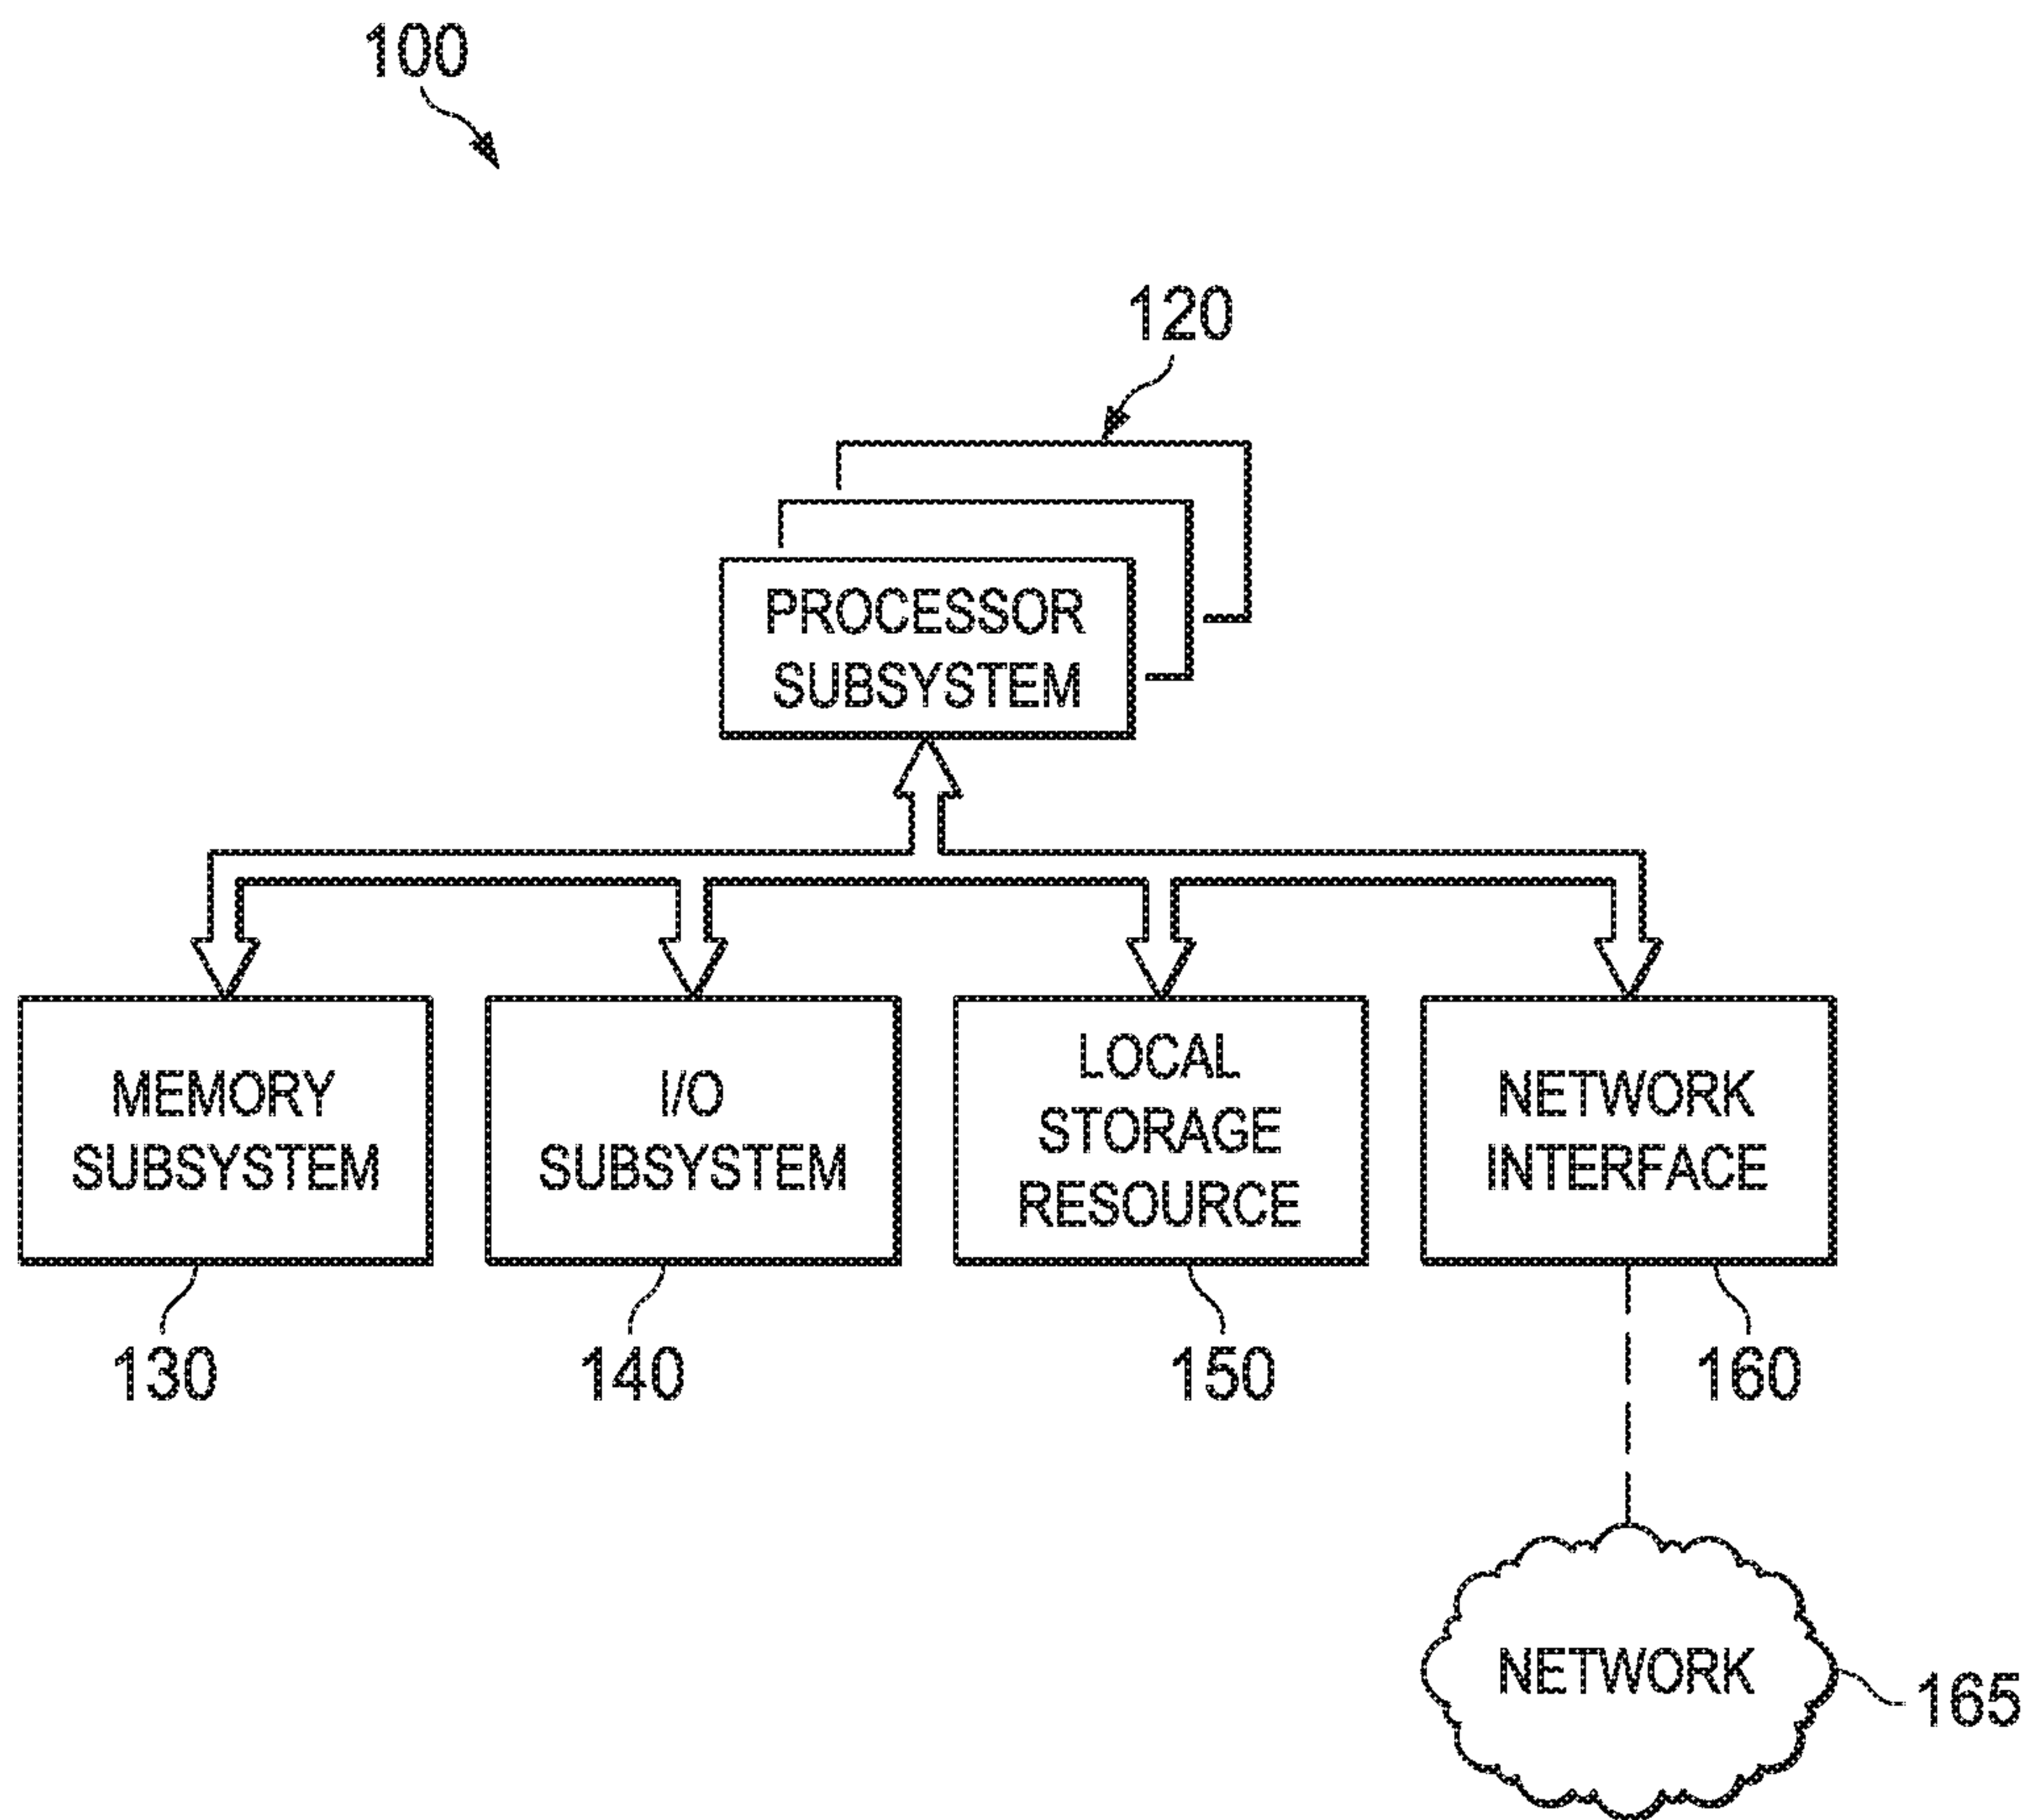 100
120
PROCESSOR
SUBSYSTEM
MEMORY
SUBSYSTEM
I/O
SUBSYSTEM
LOCAL
STORAGE
RESOURCE
NETWORK
INTERFACE
130
140
150
160
NETWORK
165